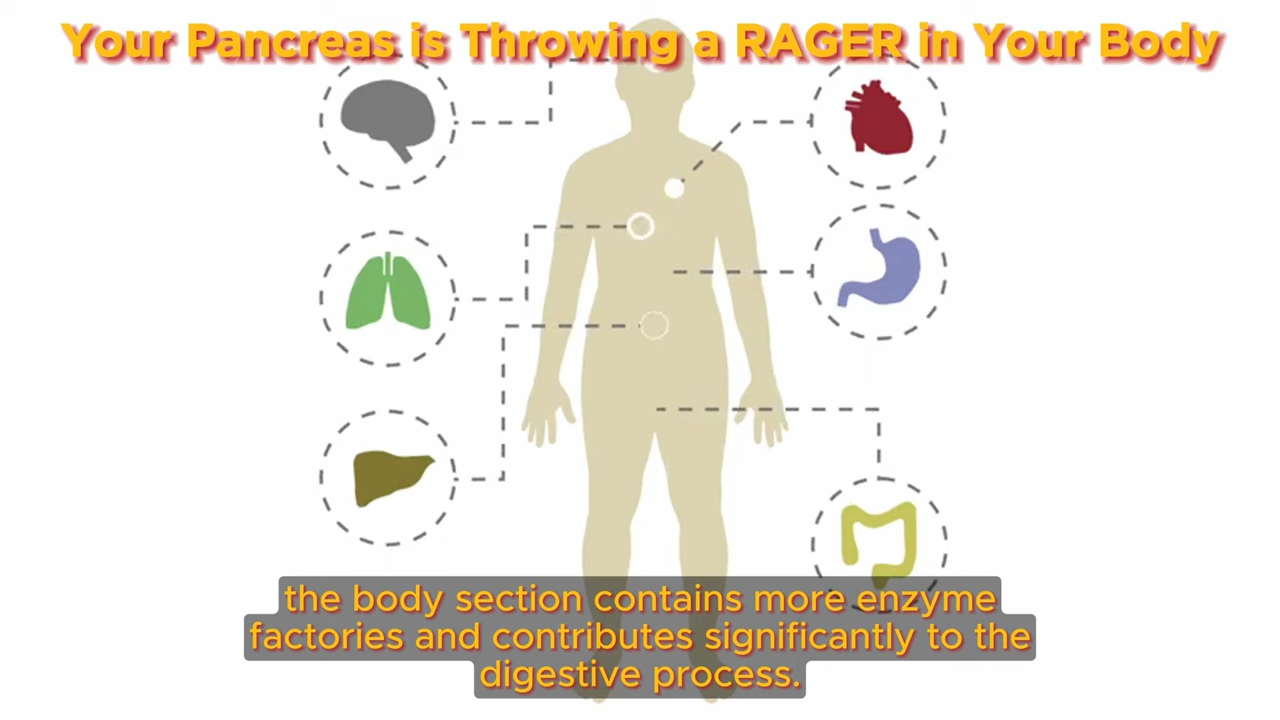 Your Pancreas is Throwing a RAGER in Your Body
the body section contains more enzyme
factories and contributes significantly to the
digestive process.